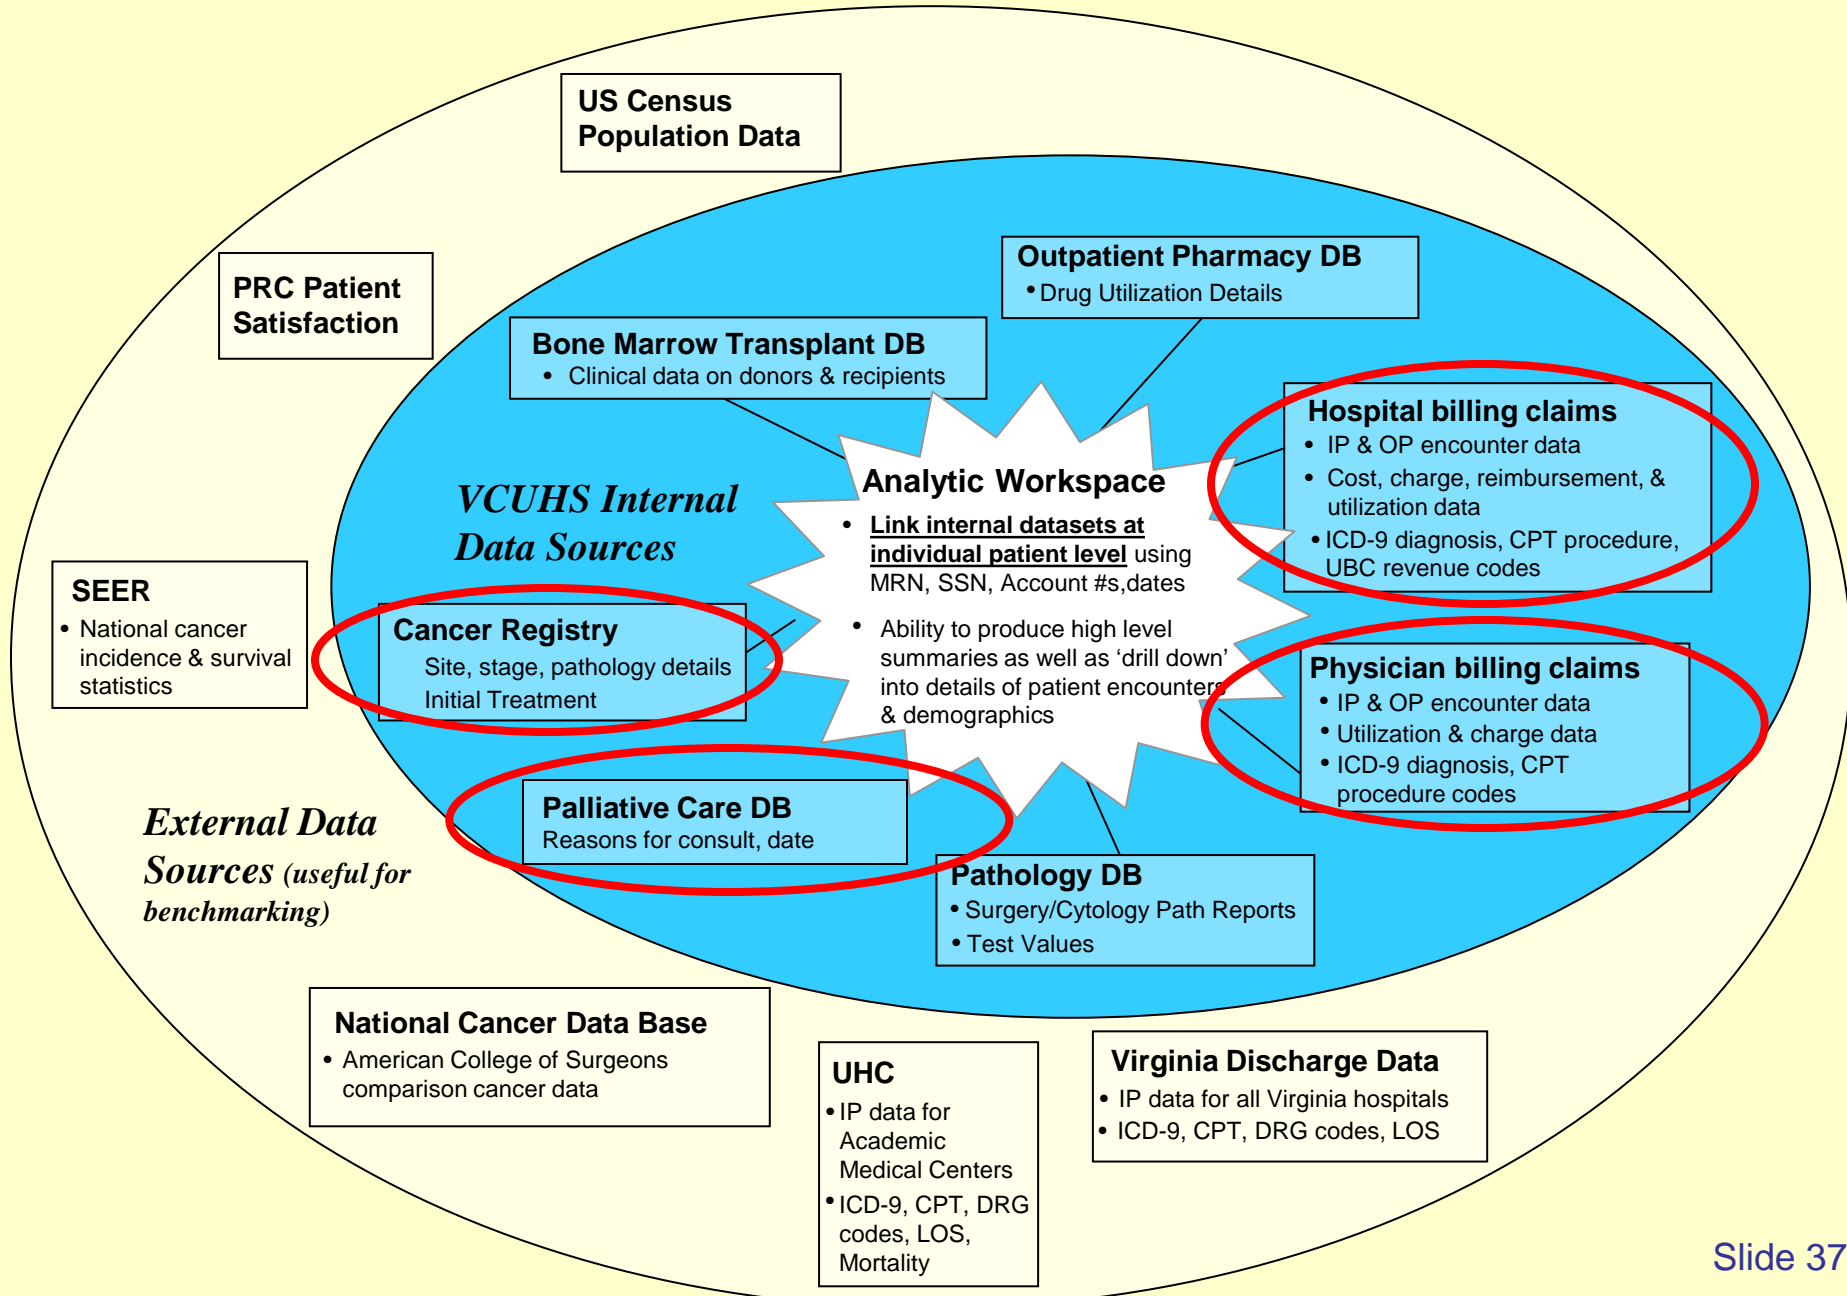 US Census
Population Data
PRC Patient
Satisfaction
Outpatient Pharmacy DB
• Drug Utilization Details
Bone Marrow Transplant DB
• Clinical data on donors & recipients
Hospital billing claims
• IP & OP encounter data
• Cost, charge, reimbursement, &
utilization data
• ICD-9 diagnosis, CPT procedure,
UBC revenue codes
VCUHS Internal
Data Sources
Analytic Workspace
• Link internal datasets at
individual patient level using
MRN, SSN, Account #s,dates
• Ability to produce high level
summaries as well as ‘drill down’
into details of patient encounters
& demographics
SEER
• National cancer
incidence & survival
statistics
Cancer Registry
Site, stage, pathology details
Initial Treatment
Physician billing claims
• IP & OP encounter data
• Utilization & charge data
• ICD-9 diagnosis, CPT
procedure codes
Palliative Care DB
Reasons for consult, date
External Data
Sources (useful for
benchmarking)
Pathology DB
• Surgery/Cytology Path Reports
• Test Values
National Cancer Data Base
• American College of Surgeons
comparison cancer data
UHC
• IP data for
Academic
Medical Centers
• ICD-9, CPT, DRG
codes, LOS,
Mortality
Virginia Discharge Data
• IP data for all Virginia hospitals
• ICD-9, CPT, DRG codes, LOS
Slide 37